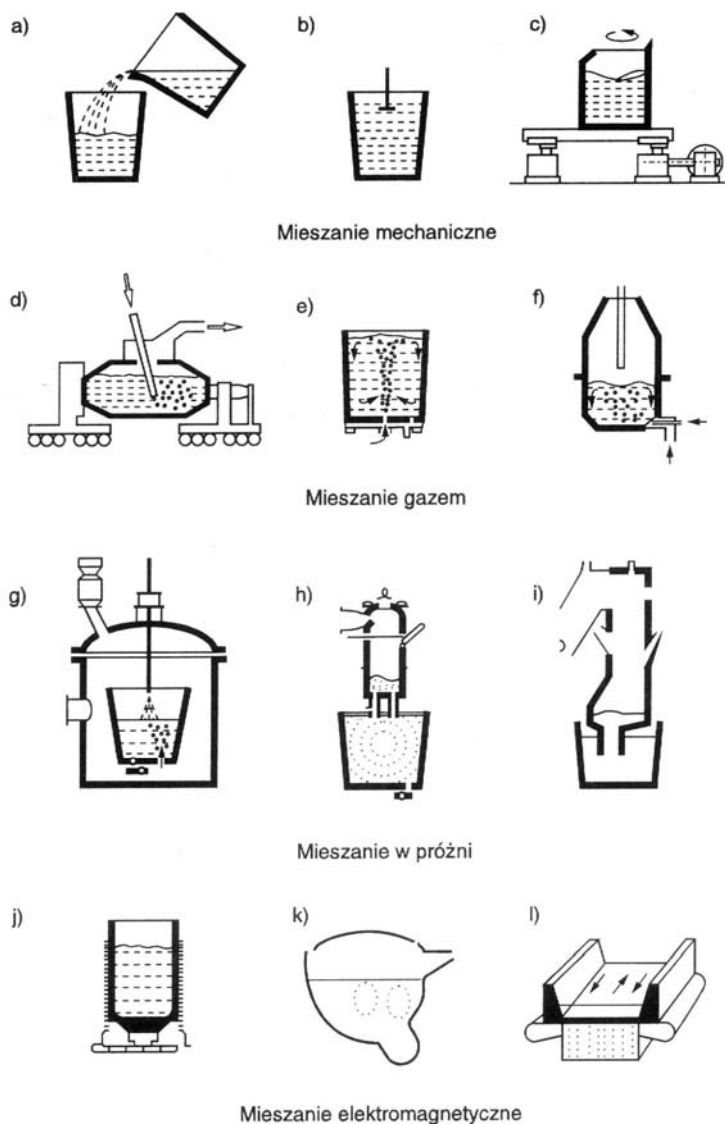 a) b) c)
Mieszanie mechaniczne
d) e) f)
Mieszanie gazem
g) h) i)
Mieszanie w próżni
j) k) l)
Mieszanie elektromagnetyczne